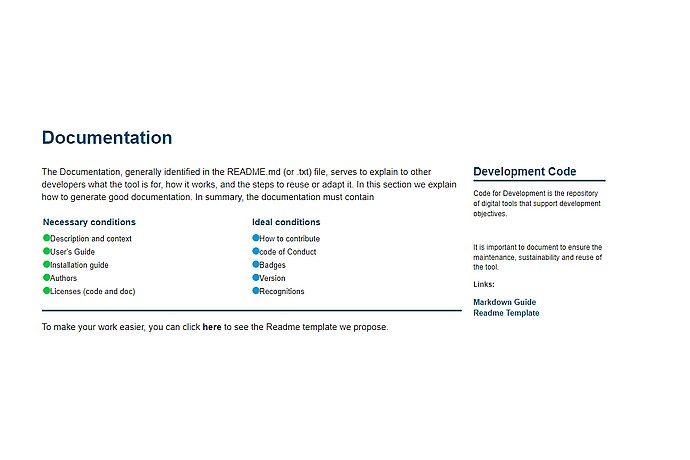 Documentation
The Documentation, generally identified in the README.md (or .txt) file, serves to explain to other
developers what the tool is for, how it works, and the steps to reuse or adapt it. In this section we explain
how to generate good documentation. In summary, the documentation must contain
Necessary conditions
Description and context
User's Guide
Installation guide
Authors
Licenses (code and doc)
Ideal conditions
How to contribute
code of Conduct
Badges
Version
Recognitions
To make your work easier, you can click here to see the Readme template we propose.
Development Code
Code for Development is the repository
of digital tools that support development
objectives.
It is important to document to ensure the
maintenance, sustainability and reuse of
the tool.
Links:
Markdown Guide
Readme Template